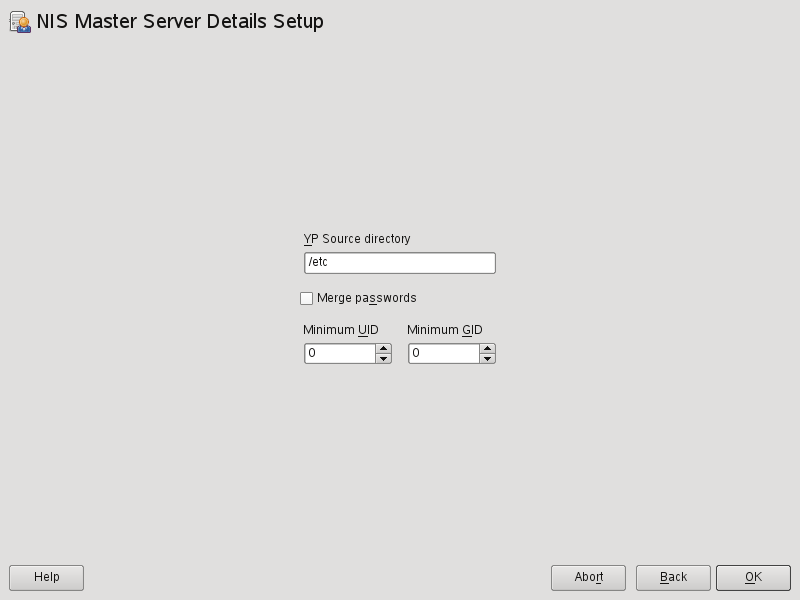 NIS Master Server Details Setup
YP Source directory
/etc
Merge passwords
Minimum UID Minimum GID
0 0
Help Abort Back OK